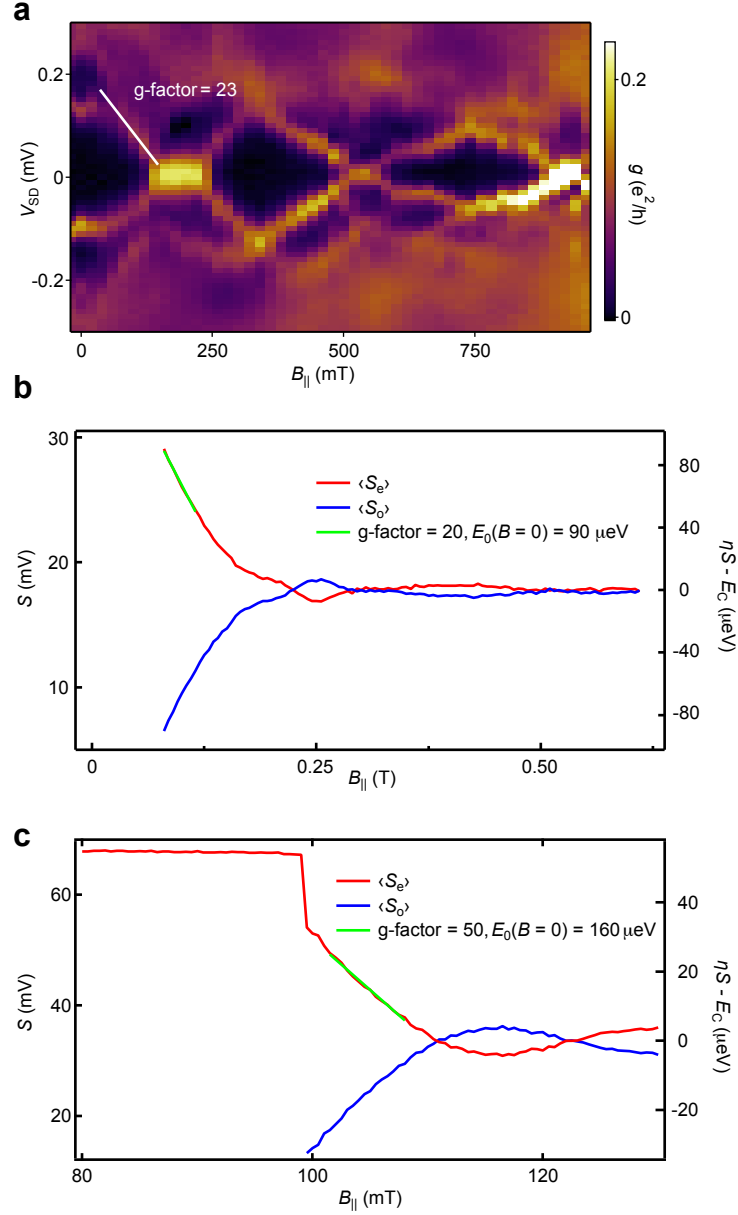 a
g-factor = 23
0.2
0
-0.2
V_SD (mV)
0
250
500
750
B_|| (mT)
0.2
0
g (e²/h)
b
30
20
10
S (mV)
80
40
0
-40
-80
ηS - E_C (μeV)
‹S_e›
‹S_o›
g-factor = 20, E_0(B = 0) = 90 μeV
0
0.25
0.50
B_|| (T)
c
60
40
20
S (mV)
40
20
0
-20
ηS - E_C (μeV)
‹S_e›
‹S_o›
g-factor = 50, E_0(B = 0) = 160 μeV
80
100
120
B_|| (mT)